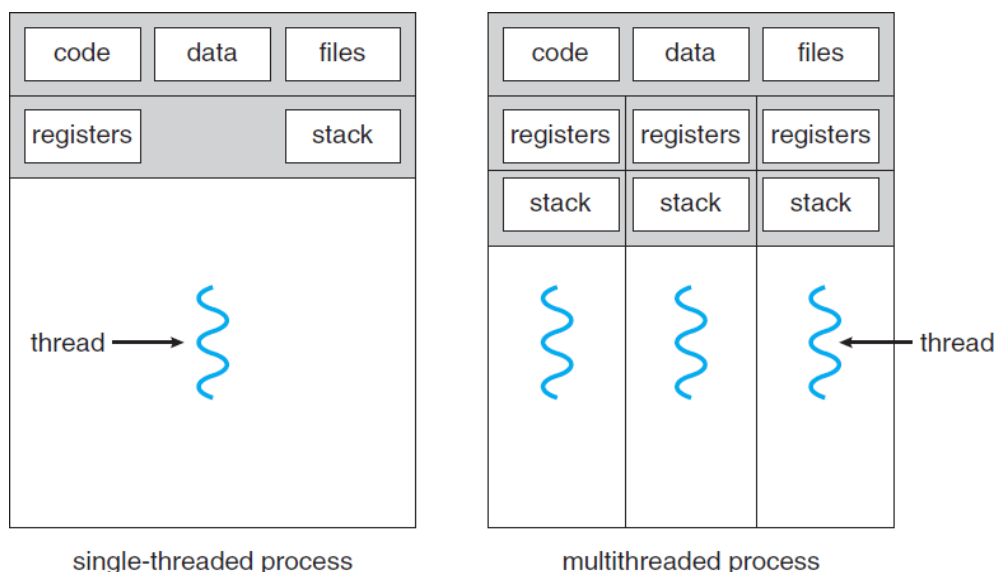 code data files
registers stack
thread
single-threaded process
code data files
registers registers registers
stack stack stack
thread
multithreaded process